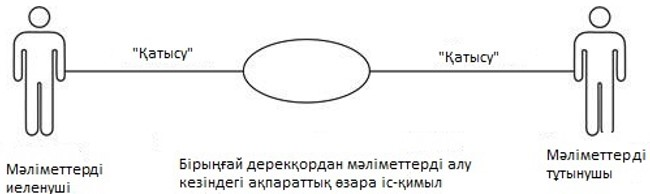 "Қатысу"
"Қатысу"
Мәліметтерді
иеленуші
Бірыңғай дерекқордан мәліметтерді алу
кезіндегі ақпараттық өзара іс-қимыл
Мәліметтерді
тұтынушы